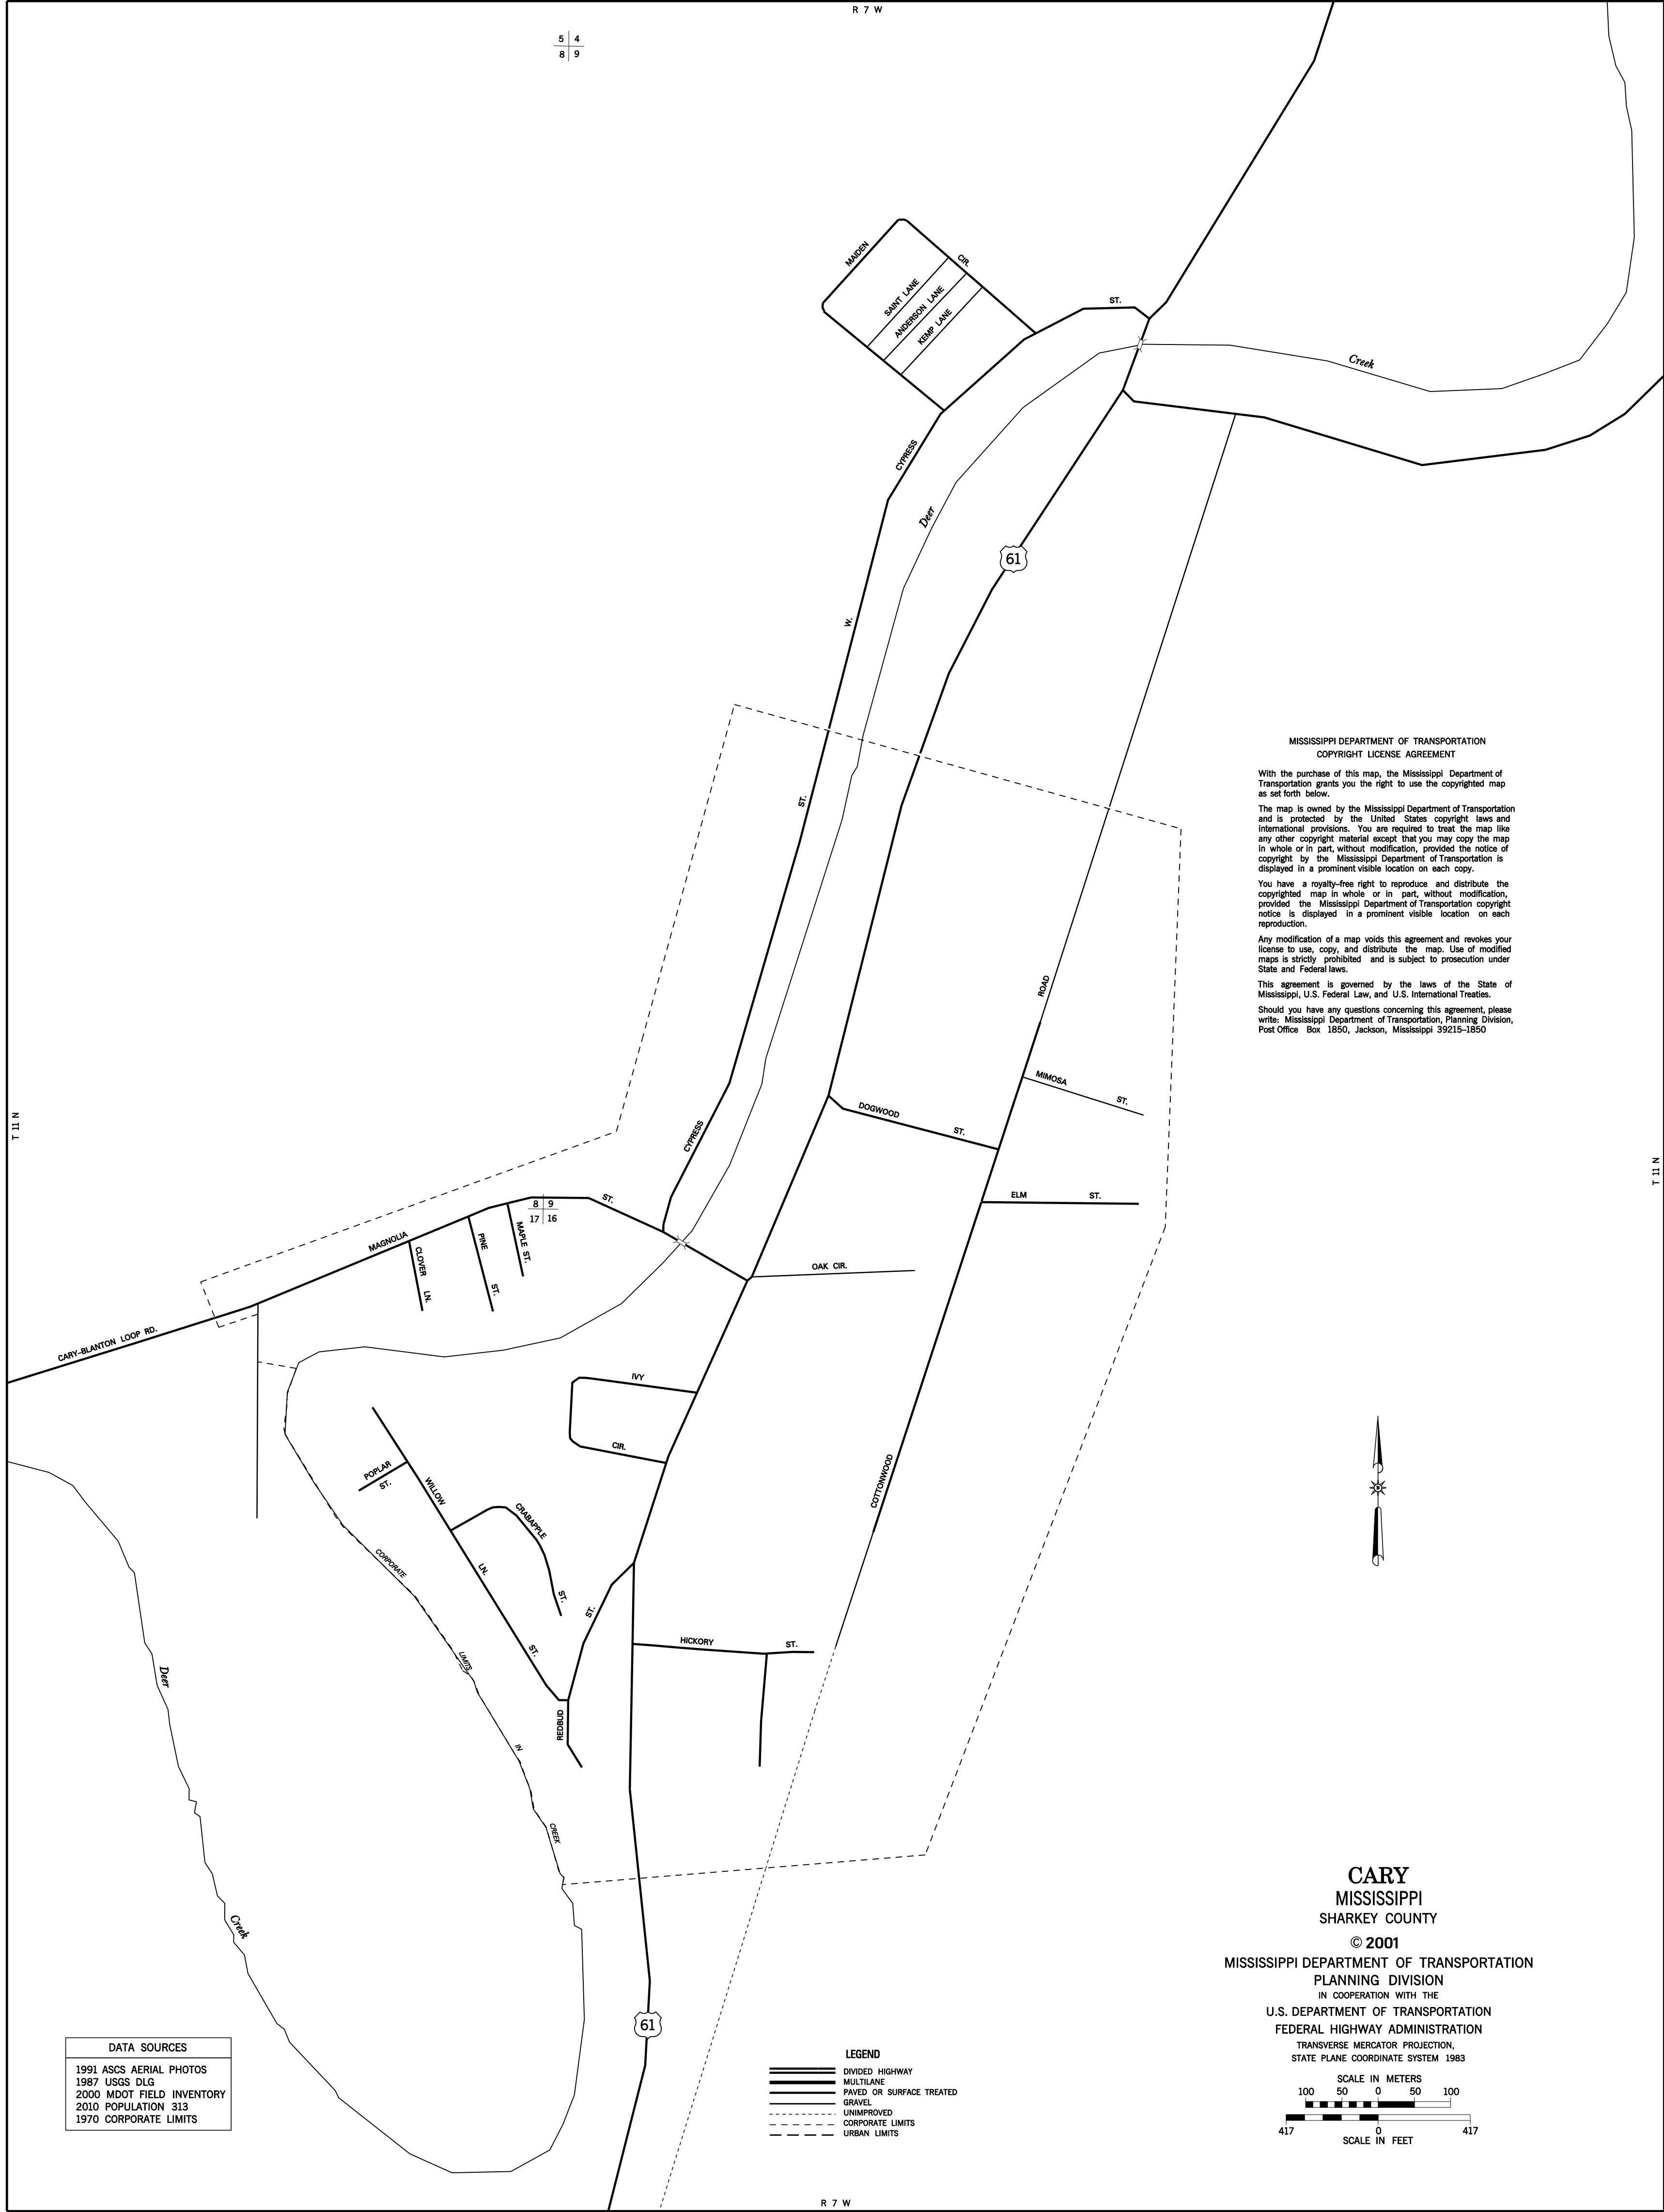 R 7 W
5 4
8 9
MAIDEN
CIR.
SAINT LANE
ANDERSON LANE
KEMP LANE
ST.
Creek
CYPRESS
Deer
61
W.
ST.
MISSISSIPPI DEPARTMENT OF TRANSPORTATION
COPYRIGHT LICENSE AGREEMENT
With the purchase of this map, the Mississippi Department of
Transportation grants you the right to use the copyrighted map
as set forth below.
The map is owned by the Mississippi Department of Transportation
and is protected by the United States copyright laws and
international provisions. You are required to treat the map like
any other copyright material except that you may copy the map
in whole or in part, without modification, provided the notice of
copyright by the Mississippi Department of Transportation is
displayed in a prominent visible location on each copy.
You have a royalty-free right to reproduce and distribute the
copyrighted map in whole or in part, without modification,
provided the Mississippi Department of Transportation copyright
notice is displayed in a prominent visible location on each
reproduction.
Any modification of a map voids this agreement and revokes your
license to use, copy, and distribute the map. Use of modified
maps is strictly prohibited and is subject to prosecution under
State and Federal laws.
This agreement is governed by the laws of the State of
Mississippi, U.S. Federal Law, and U.S. International Treaties.
Should you have any questions concerning this agreement, please
write: Mississippi Department of Transportation, Planning Division,
Post Office Box 1850, Jackson, Mississippi 39215-1850
ROAD
MIMOSA
ST.
DOGWOOD
ST.
T 11 N
CYPRESS
T 11 N
ELM ST.
ST.
8 9
17 16
MAGNOLIA
CLOVER LN.
PINE ST.
MAPLE ST.
OAK CIR.
CARY-BLANTON LOOP RD.
IVY
CIR.
POPLAR
ST.
WILLOW
LN.
ST.
CRABAPPLE
ST.
COTTONWOOD
CORPORATE
LIMITS
IN
CREEK
ST.
HICKORY ST.
REDBUD
Deer
Creek
61
CARY
MISSISSIPPI
SHARKEY COUNTY
© 2001
MISSISSIPPI DEPARTMENT OF TRANSPORTATION
PLANNING DIVISION
IN COOPERATION WITH THE
U.S. DEPARTMENT OF TRANSPORTATION
FEDERAL HIGHWAY ADMINISTRATION
TRANSVERSE MERCATOR PROJECTION,
STATE PLANE COORDINATE SYSTEM 1983
SCALE IN METERS
100 50 0 50 100
417 0 417
SCALE IN FEET
DATA SOURCES
1991 ASCS AERIAL PHOTOS
1987 USGS DLG
2000 MDOT FIELD INVENTORY
2010 POPULATION 313
1970 CORPORATE LIMITS
LEGEND
DIVIDED HIGHWAY
MULTILANE
PAVED OR SURFACE TREATED
GRAVEL
UNIMPROVED
CORPORATE LIMITS
URBAN LIMITS
R 7 W